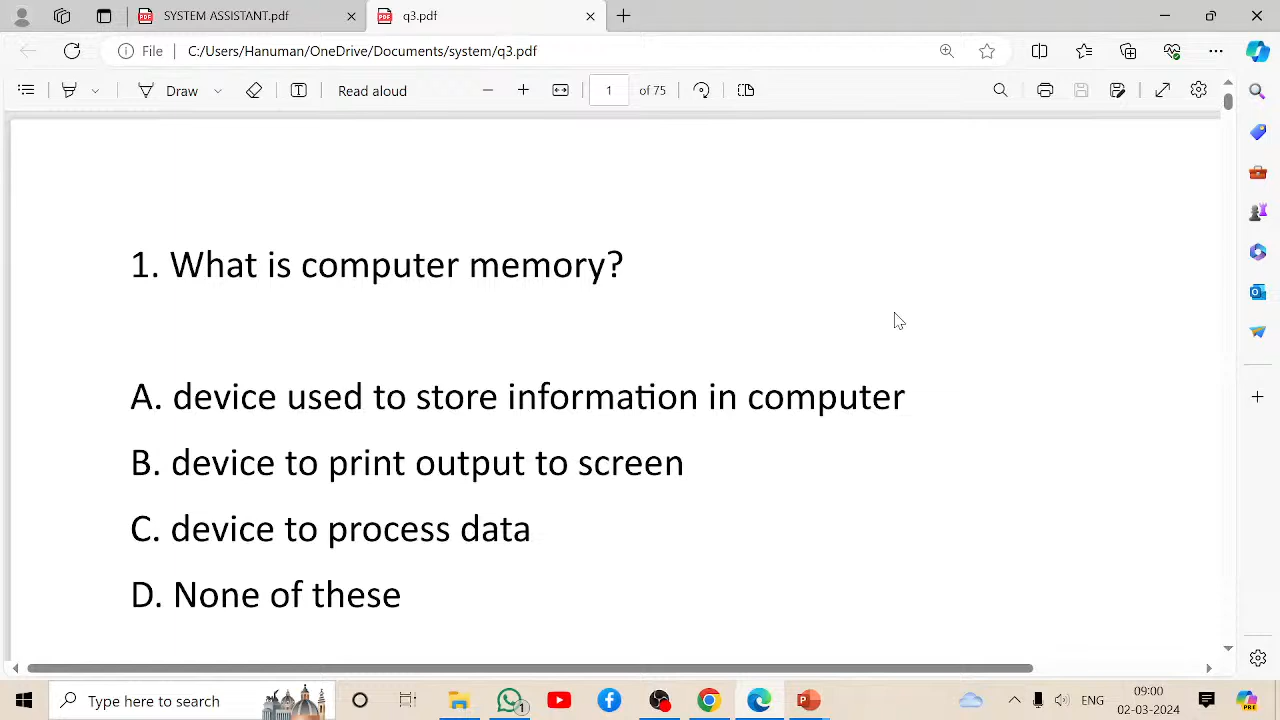 SYSTEM ASSISTANT.pdf
q3.pdf
File
C:/Users/Hanuman/OneDrive/Documents/system/q3.pdf
Draw
Read aloud
1
of 75
1. What is computer memory?
A. device used to store information in computer
B. device to print output to screen
C. device to process data
D. None of these
Type here to search
1
ENG
09:00
02-03-2024